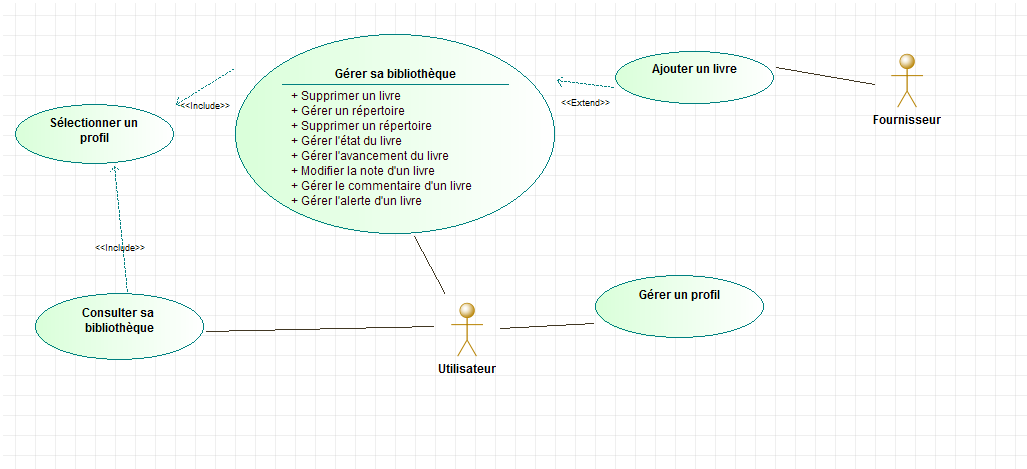 Gérer sa bibliothèque
+ Supprimer un livre
+ Gérer un répertoire
+ Supprimer un répertoire
+ Gérer l'état du livre
+ Gérer l'avancement du livre
+ Modifier la note d'un livre
+ Gérer le commentaire d'un livre
+ Gérer l'alerte d'un livre
Ajouter un livre
Fournisseur
<<Include>>
<<Extend>>
Sélectionner un
profil
<<Include>>
Consulter sa
bibliothèque
Utilisateur
Gérer un profil